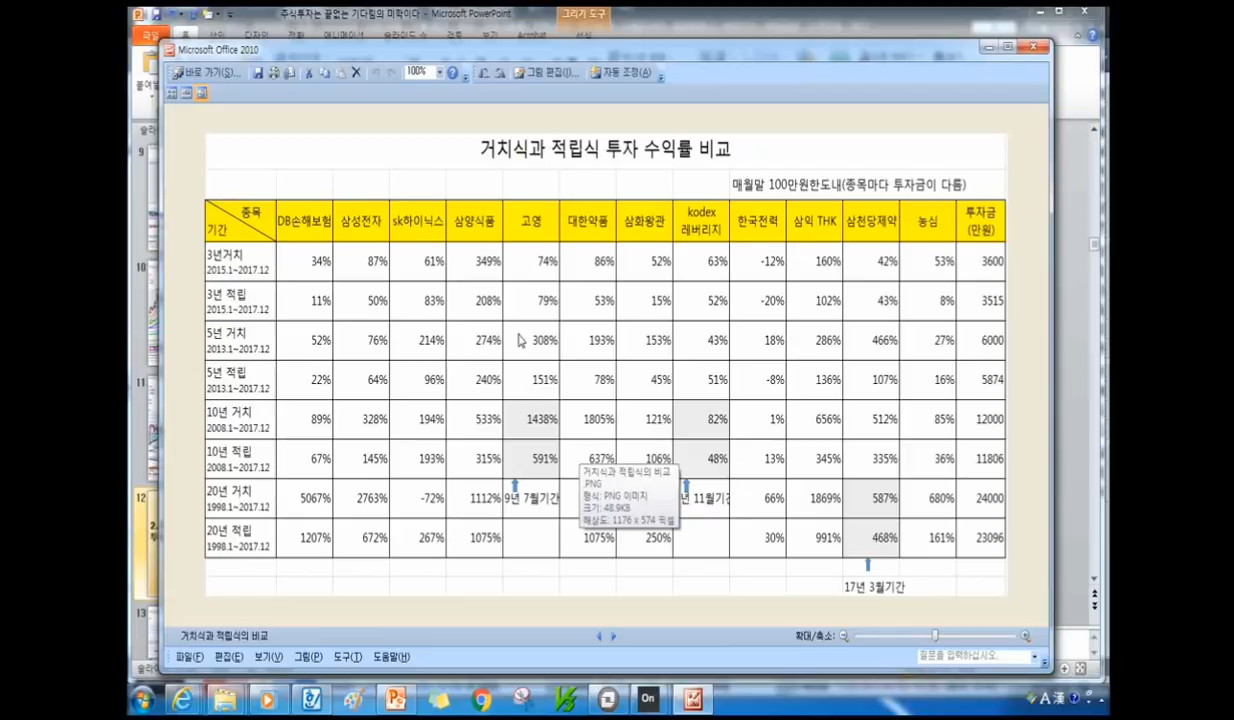 주식투자는 끝없는 기다림의 미학이다 - Microsoft PowerPoint
그리기 도구
파일
Microsoft Office 2010
바로 가기(S)...
100%
그림 편집(I)...
자동 조정(A)
거치식과 적립식 투자 수익률 비교
매월말 100만원한도내(종목마다 투자금이 다름)
종목 기간 DB손해보험 삼성전자 sk하이닉스 삼양식품 고영 대한약품 삼화왕관 kodex 레버리지 한국전력 삼익 THK 삼천당제약 농심 투자금 (만원)
3년거치 2015.1~2017.12 34% 87% 61% 349% 74% 86% 52% 63% -12% 160% 42% 53% 3600
3년 적립 2015.1~2017.12 11% 50% 83% 208% 79% 53% 15% 52% -20% 102% 43% 8% 3515
5년 거치 2013.1~2017.12 52% 76% 214% 274% 308% 193% 153% 43% 18% 286% 466% 27% 6000
5년 적립 2013.1~2017.12 22% 64% 96% 240% 151% 78% 45% 51% -8% 136% 107% 16% 5874
10년 거치 2008.1~2017.12 89% 328% 194% 533% 1438% 1805% 121% 82% 1% 656% 512% 85% 12000
10년 적립 2008.1~2017.12 67% 145% 193% 315% 591% 637% 106% 48% 13% 345% 335% 36% 11806
20년 거치 1998.1~2017.12 5067% 2763% -72% 1112% 9년 7월기간 년 11월기간 66% 1869% 587% 680% 24000
20년 적립 1998.1~2017.12 1207% 672% 267% 1075% 1075% 250% 30% 991% 468% 161% 23096
17년 3월기간
거치식과 적립식의 비교
.PNG
형식: PNG 이미지
크기: 48.9KB
해상도: 1176 x 574 픽셀
9
10
11
12
13
거치식과 적립식의 비교
확대/축소:
파일(F) 편집(E) 보기(V) 그림(P) 도구(T) 도움말(H)
질문을 입력하십시오.
On
A 漢